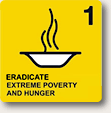 1
ERADICATE
EXTREME POVERTY
AND HUNGER